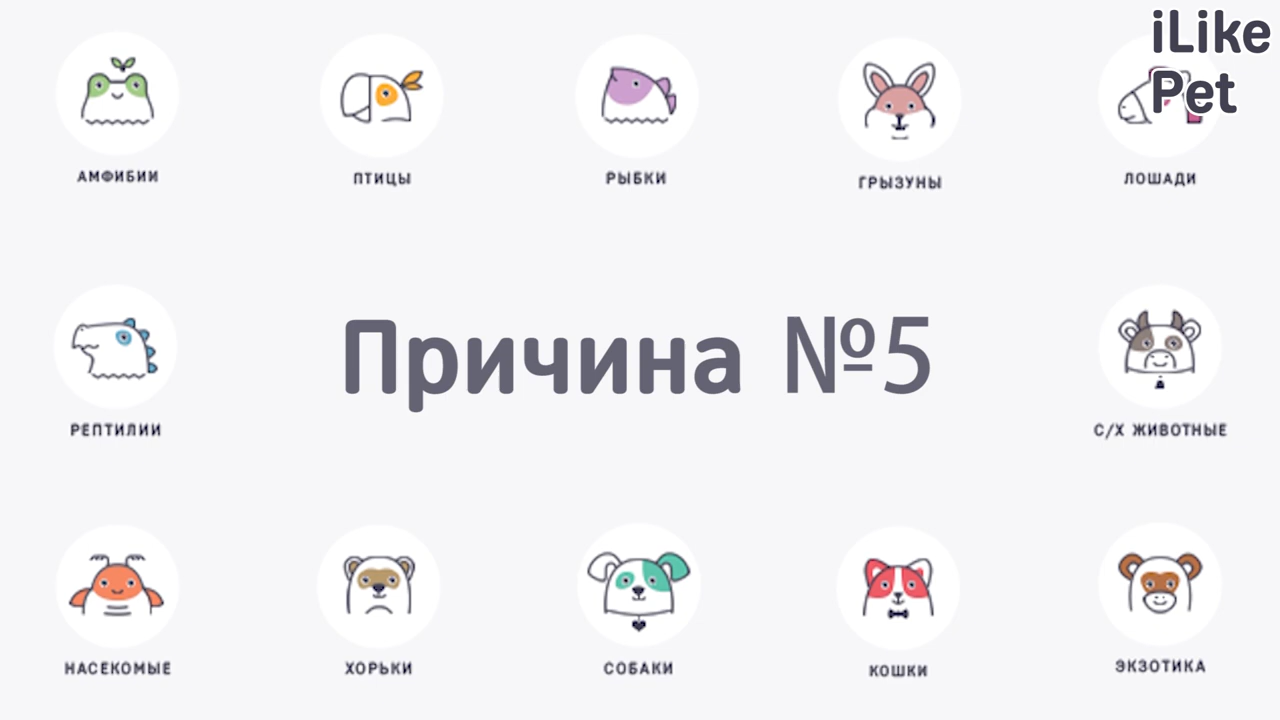 iLike
Pet
АМФИБИИ
ПТИЦЫ
РЫБКИ
ГРЫЗУНЫ
ЛОШАДИ
РЕПТИЛИИ
Причина №5
С/Х ЖИВОТНЫЕ
НАСЕКОМЫЕ
ХОРЬКИ
СОБАКИ
КОШКИ
ЭКЗОТИКА